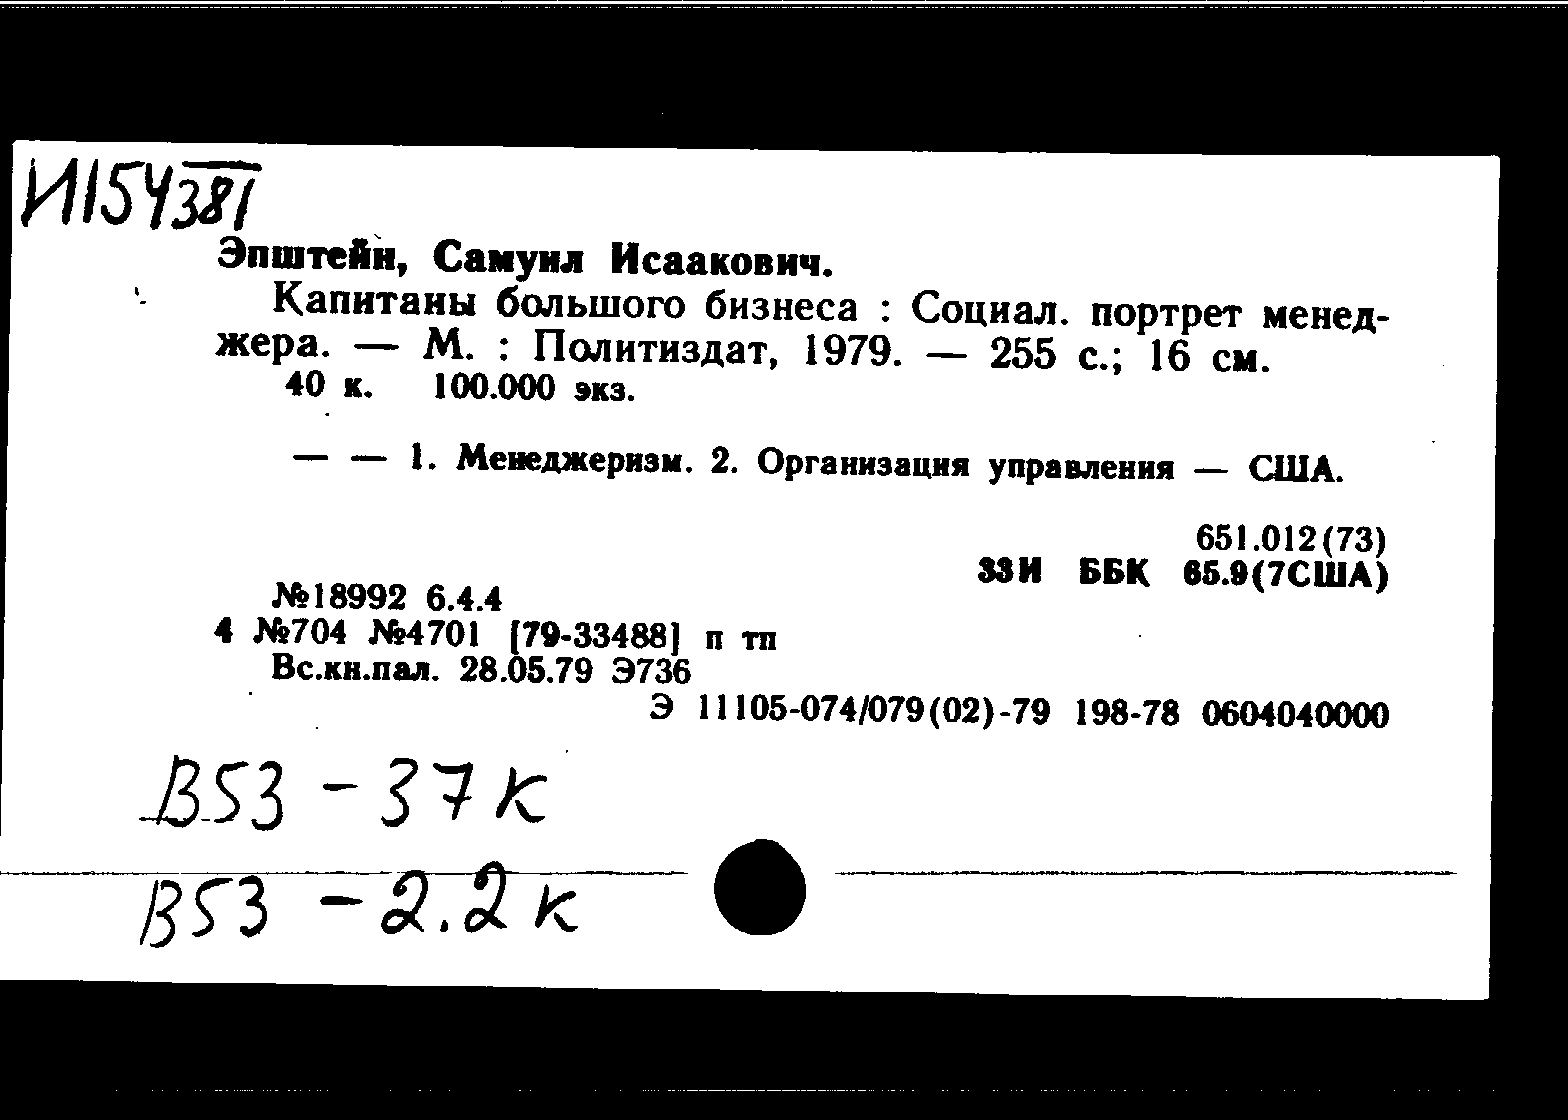 И154381
Эпштейн, Самуил Исаакович.
Капитаны большого бизнеса : Социал. портрет менед-
жера. — М. : Политиздат, 1979. — 255 с.; 16 см.
40 к. 100.000 экз.
— — 1. Менеджеризм. 2. Организация управления — США.
651.012(73)
33И ББК 65.9(7США)
№18992 6.4.4
4 №704 №4701 [79-33488] п тп
Вс.кн.пал. 28.05.79 Э736
Э 11105-074/079(02)-79 198-78 0604040000
В53 - 37 К
В53 - 2.2 К